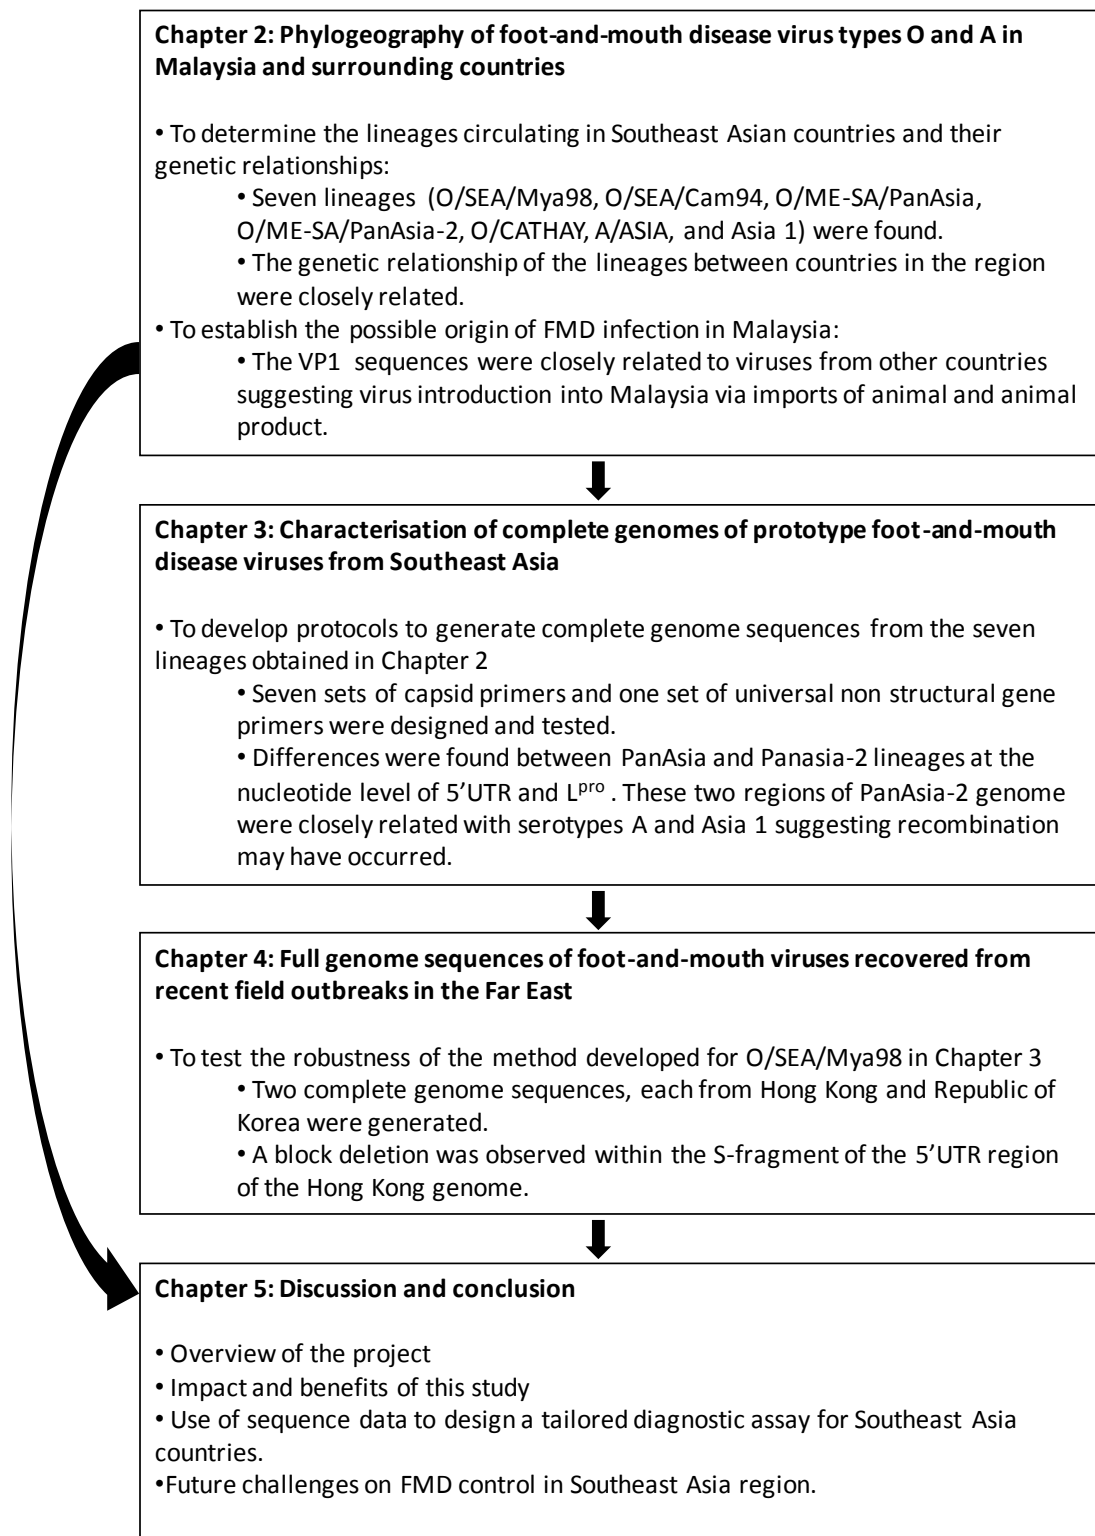 Chapter 2: Phylogeography of foot-and-mouth disease virus types O and A in
Malaysia and surrounding countries
• To determine the lineages circulating in Southeast Asian countries and their
genetic relationships:
• Seven lineages (O/SEA/Mya98, O/SEA/Cam94, O/ME-SA/PanAsia,
O/ME-SA/PanAsia-2, O/CATHAY, A/ASIA, and Asia 1) were found.
• The genetic relationship of the lineages between countries in the region
were closely related.
• To establish the possible origin of FMD infection in Malaysia:
• The VP1 sequences were closely related to viruses from other countries
suggesting virus introduction into Malaysia via imports of animal and animal
product.
Chapter 3: Characterisation of complete genomes of prototype foot-and-mouth
disease viruses from Southeast Asia
• To develop protocols to generate complete genome sequences from the seven
lineages obtained in Chapter 2
• Seven sets of capsid primers and one set of universal non structural gene
primers were designed and tested.
• Differences were found between PanAsia and Panasia-2 lineages at the
nucleotide level of 5’UTR and Lpro . These two regions of PanAsia-2 genome
were closely related with serotypes A and Asia 1 suggesting recombination
may have occurred.
Chapter 4: Full genome sequences of foot-and-mouth viruses recovered from
recent field outbreaks in the Far East
• To test the robustness of the method developed for O/SEA/Mya98 in Chapter 3
• Two complete genome sequences, each from Hong Kong and Republic of
Korea were generated.
• A block deletion was observed within the S-fragment of the 5’UTR region
of the Hong Kong genome.
Chapter 5: Discussion and conclusion
• Overview of the project
• Impact and benefits of this study
• Use of sequence data to design a tailored diagnostic assay for Southeast Asia
countries.
•Future challenges on FMD control in Southeast Asia region.